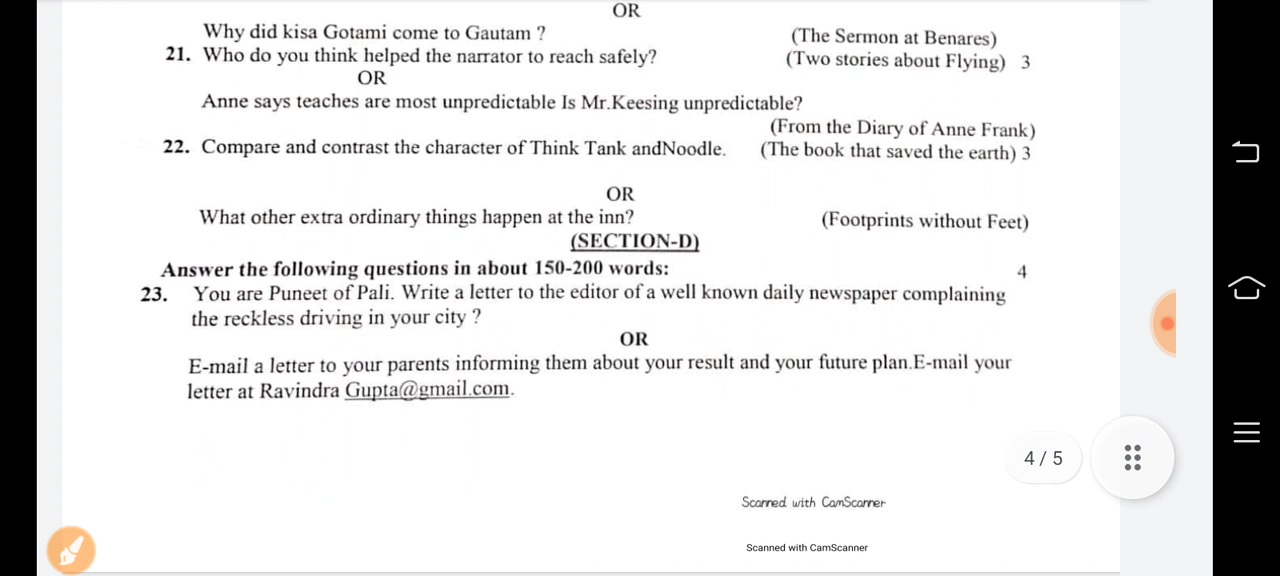 OR
Why did kisa Gotami come to Gautam ? (The Sermon at Benares)
21. Who do you think helped the narrator to reach safely? (Two stories about Flying) 3
OR
Anne says teaches are most unpredictable Is Mr.Keesing unpredictable?
(From the Diary of Anne Frank)
22. Compare and contrast the character of Think Tank andNoodle. (The book that saved the earth) 3
OR
What other extra ordinary things happen at the inn? (Footprints without Feet)
(SECTION-D)
Answer the following questions in about 150-200 words: 4
23. You are Puneet of Pali. Write a letter to the editor of a well known daily newspaper complaining
the reckless driving in your city ?
OR
E-mail a letter to your parents informing them about your result and your future plan.E-mail your
letter at Ravindra Gupta@gmail.com.
4 / 5
Scanned with CamScanner
Scanned with CamScanner